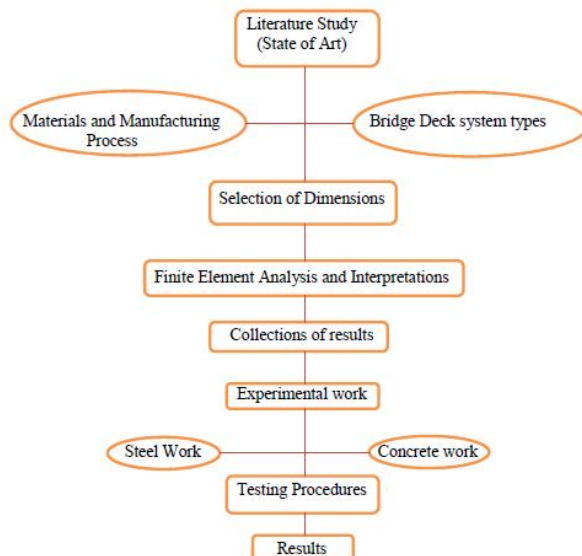 Literature Study
(State of Art)
Materials and Manufacturing
Process
Bridge Deck system types
Selection of Dimensions
Finite Element Analysis and Interpretations
Collections of results
Experimental work
Steel Work
Concrete work
Testing Procedures
Results